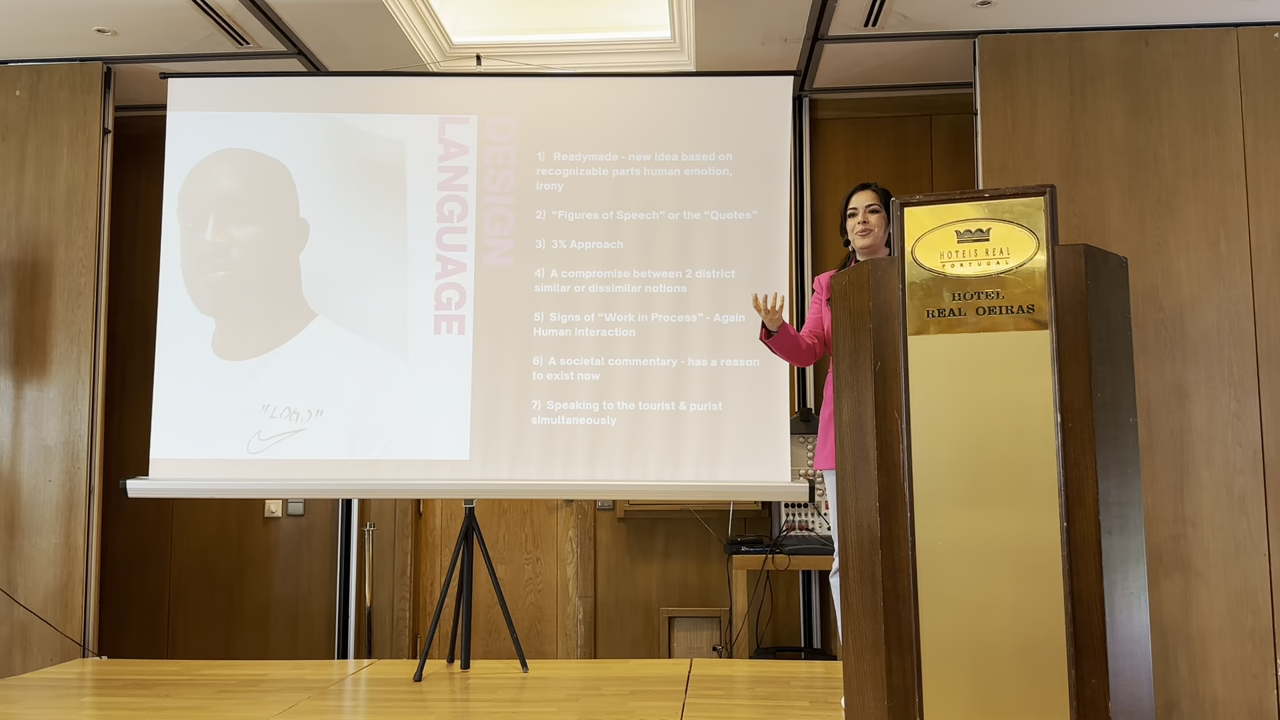 DESIGN
LANGUAGE
1) Readymade - new idea based on
recognizable parts human emotion,
irony
2) "Figures of Speech" or the "Quotes"
3) 3% Approach
4) A compromise between 2 district
similar or dissimilar notions
5) Signs of "Work in Process" - Again
Human Interaction
6) A societal commentary - has a reason
to exist now
7) Speaking to the tourist & purist
simultaneously
"LOGO"
HOTEIS REAL
PORTUGAL
HOTEL
REAL OEIRAS